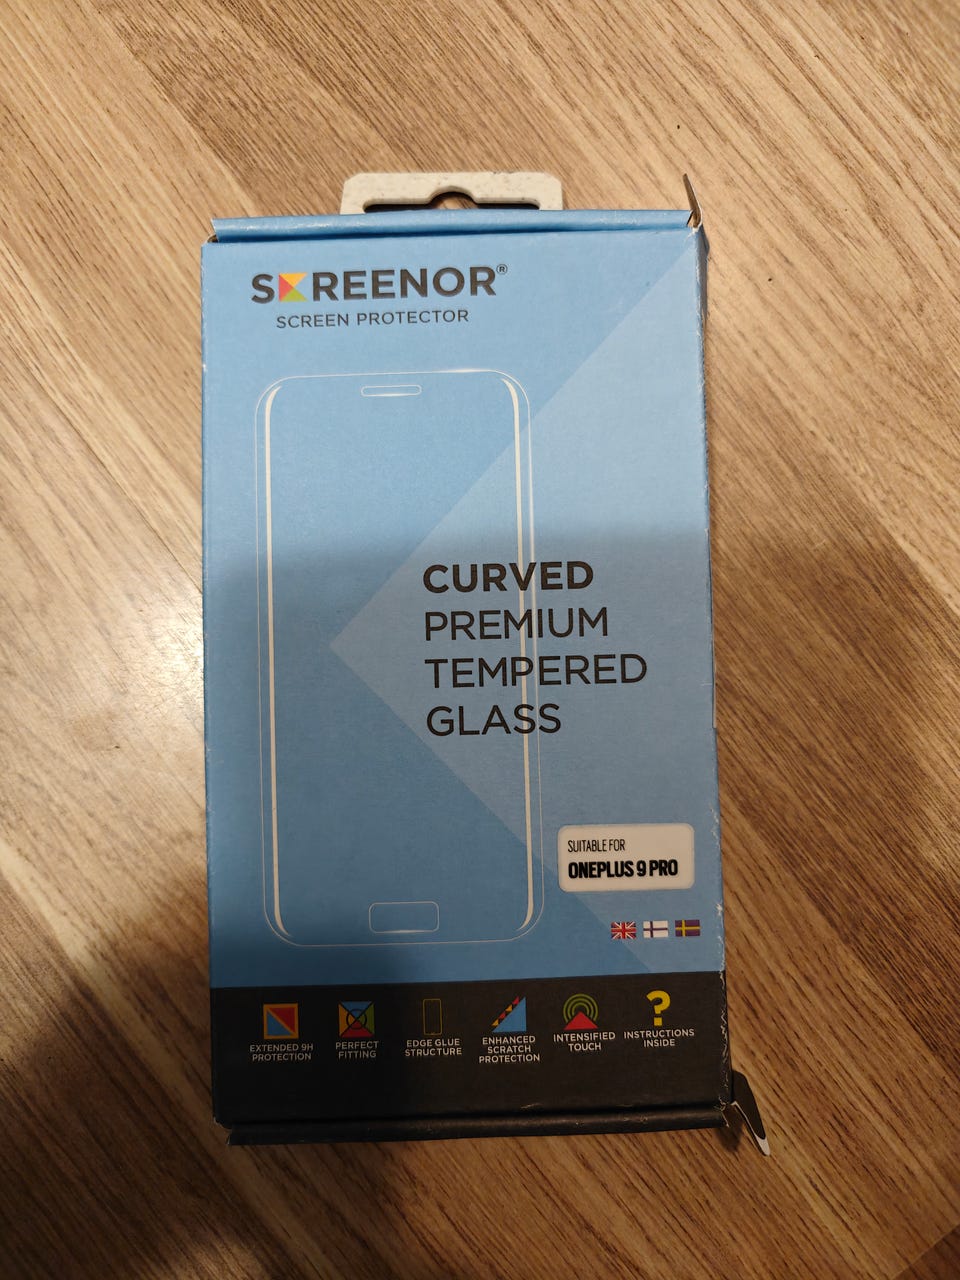 SCREENOR®
SCREEN PROTECTOR
CURVED
PREMIUM
TEMPERED
GLASS
SUITABLE FOR
ONEPLUS 9 PRO
EXTENDED 9H
PROTECTION
PERFECT
FITTING
EDGE GLUE
STRUCTURE
ENHANCED
SCRATCH
PROTECTION
INTENSIFIED
TOUCH
?
INSTRUCTIONS
INSIDE